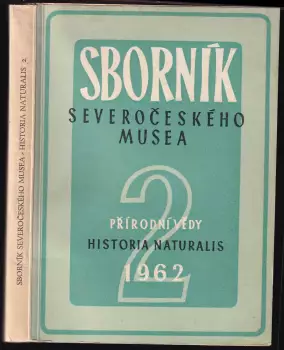 SBORNÍK SEVEROČESKÉHO MUSEA - HISTORIA NATURALIS 2
SBORNÍK
SEVEROČESKÉHO
MUSEA
2
PŘÍRODNÍ VĚDY
HISTORIA NATURALIS
1962